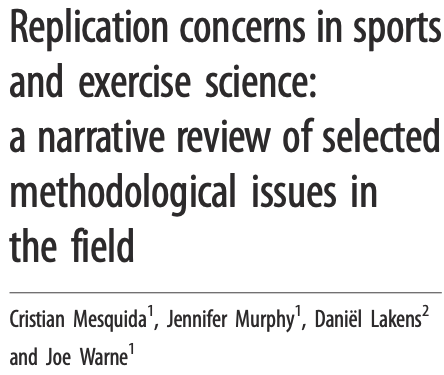 Replication concerns in sports
and exercise science:
a narrative review of selected
methodological issues in
the field
Cristian Mesquida¹, Jennifer Murphy¹, Daniël Lakens²
and Joe Warne¹